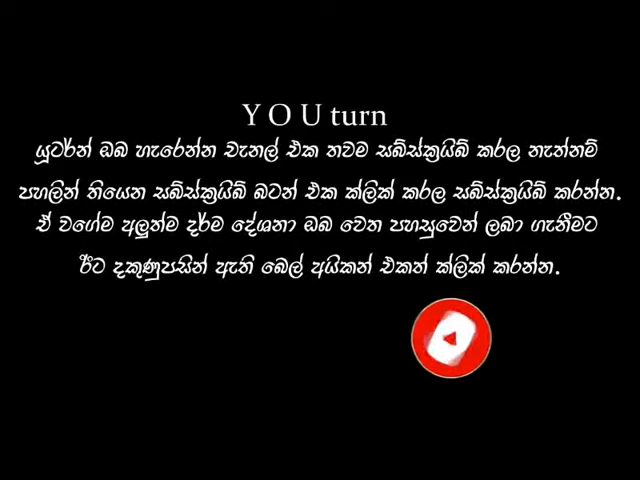 Y O U turn
යූටර්න් ඔබ හැරෙන්න චැනල් එක තවම සබ්ස්ක්‍රයිබ් කරල නැත්නම්
පහලින් තියෙන සබ්ස්ක්‍රයිබ් බටන් එක ක්ලික් කරල සබ්ස්ක්‍රයිබ් කරන්න.
ඒ වගේම අලුත්ම දර්ම දේශනා ඔබ වෙත පහසුවෙන් ලබා ගැනීමට
ඊට දකුණුපසින් ඇති බෙල් අයිකන් එකත් ක්ලික් කරන්න.